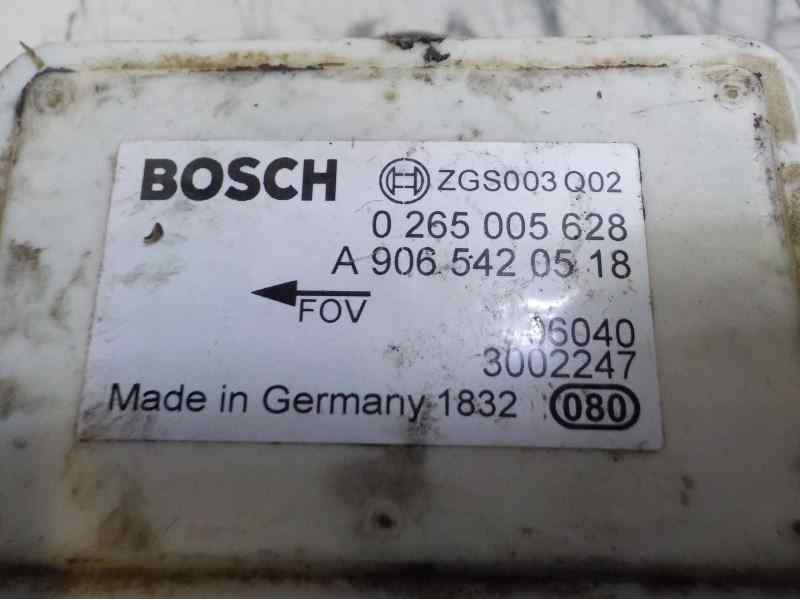 BOSCH ZGS003 Q02
0 265 005 628
A 906 542 05 18
FOV
3002247
Made in Germany 1832 080